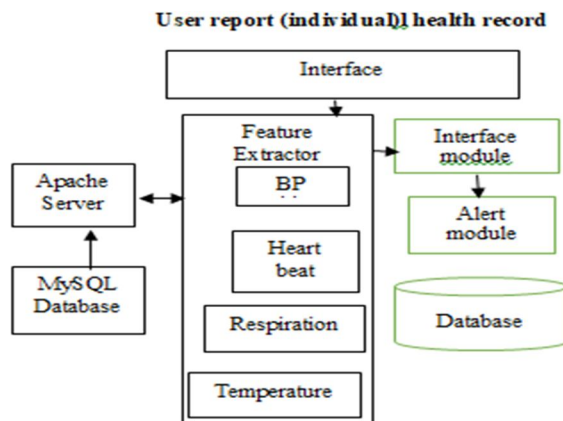 User report (individual)l health record
Interface
Feature
Extractor
BP
Heart
beat
Respiration
Temperature
Apache
Server
MySQL
Database
Interface
module
Alert
module
Database